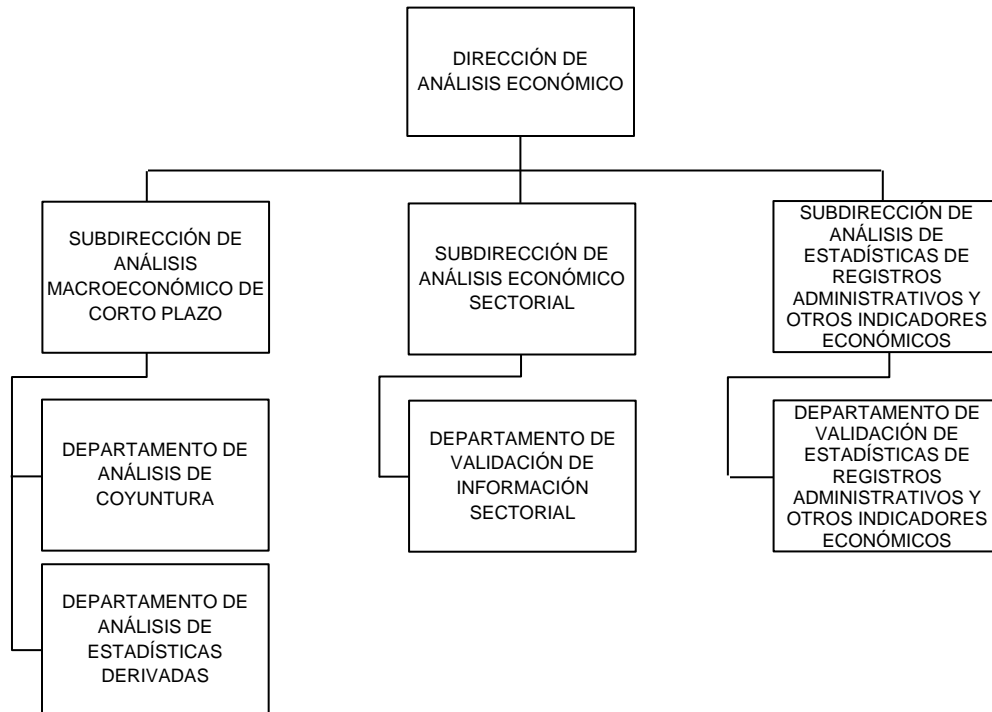 DIRECCIÓN DE
ANÁLISIS ECONÓMICO
SUBDIRECCIÓN DE
ANÁLISIS
MACROECONÓMICO DE
CORTO PLAZO
SUBDIRECCIÓN DE
ANÁLISIS ECONÓMICO
SECTORIAL
SUBDIRECCIÓN DE
ANÁLISIS DE
ESTADÍSTICAS DE
REGISTROS
ADMINISTRATIVOS Y
OTROS INDICADORES
ECONÓMICOS
DEPARTAMENTO DE
ANÁLISIS DE
COYUNTURA
DEPARTAMENTO DE
VALIDACIÓN DE
INFORMACIÓN
SECTORIAL
DEPARTAMENTO DE
VALIDACIÓN DE
ESTADÍSTICAS DE
REGISTROS
ADMINISTRATIVOS Y
OTROS INDICADORES
ECONÓMICOS
DEPARTAMENTO DE
ANÁLISIS DE
ESTADÍSTICAS
DERIVADAS